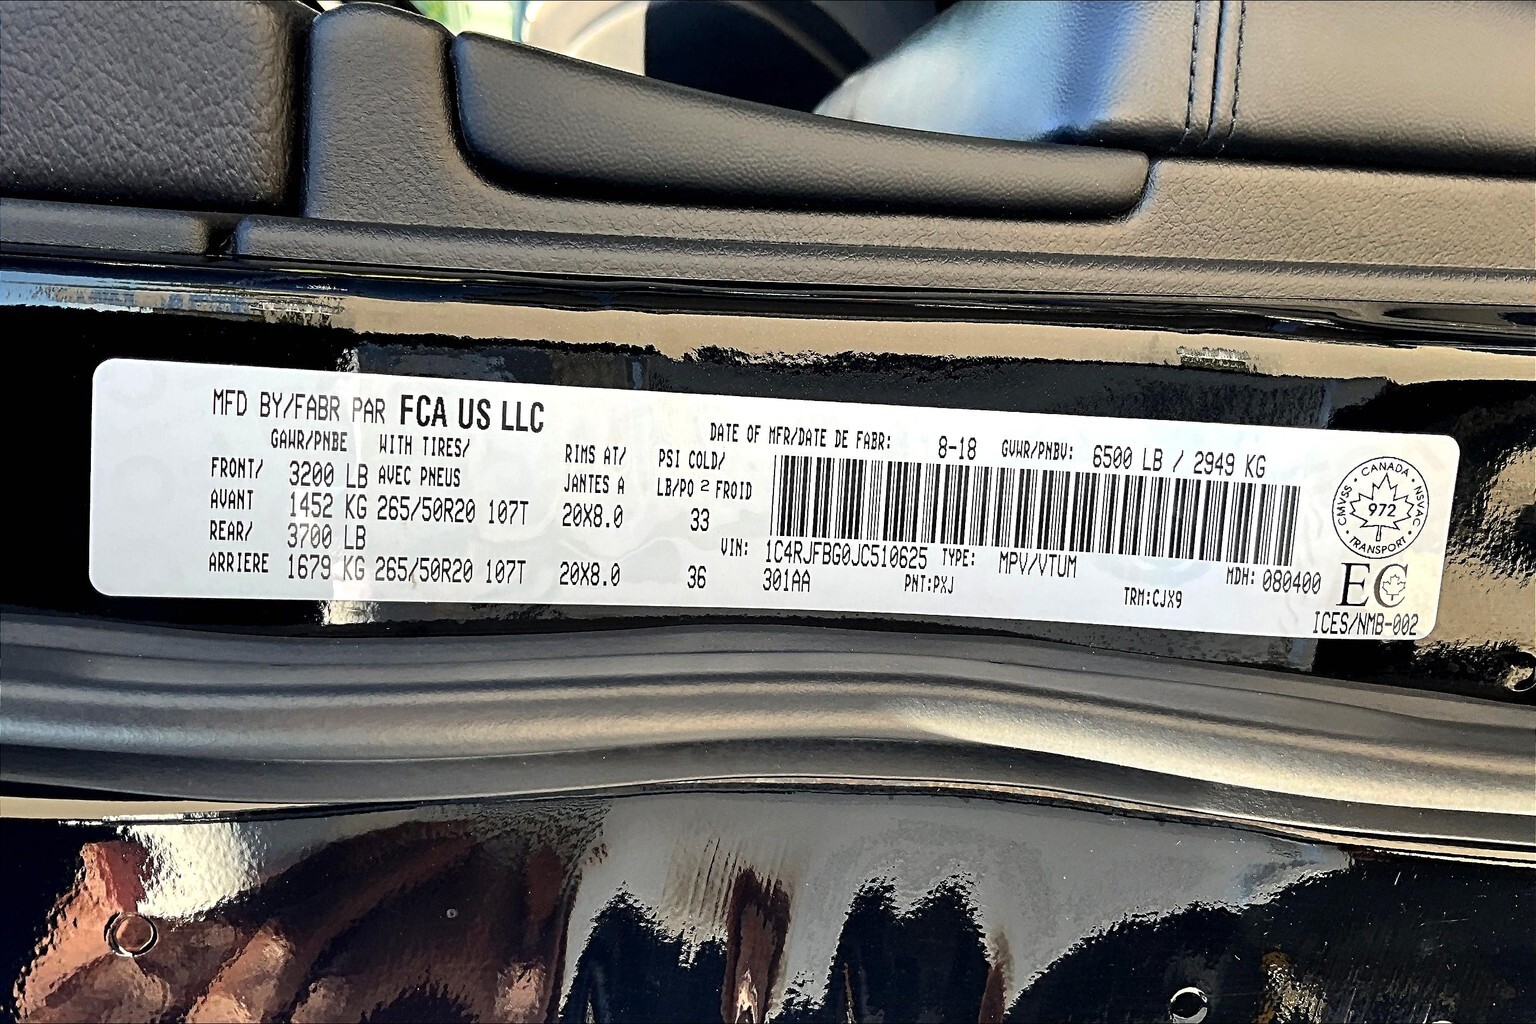 MFD BY/FABR PAR FCA US LLC
DATE OF MFR/DATE DE FABR: 8-18 GVWR/PNBV: 6500 LB / 2949 KG
GAWR/PNBE WITH TIRES/ RIMS AT/ PSI COLD/
FRONT/ 3200 LB AVEC PNEUS JANTES A LB/PO 2 FROID
AVANT 1452 KG 265/50R20 107T 20X8.0 33
REAR/ 3700 LB
ARRIERE 1679 KG 265/50R20 107T 20X8.0 36
VIN: 1C4RJFBG0JC510625 TYPE: MPV/VTUM MDH: 080400
301AA PNT:PXJ TRM:CJX9
CANADA
CMVSS • NSVAC
972
• TRANSPORT •
EC
ICES/NMB-002